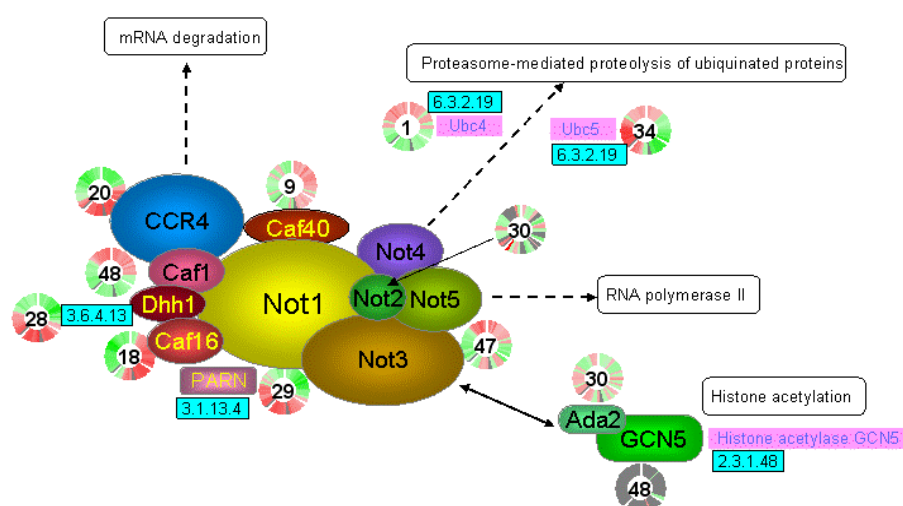 mRNA degradation
Proteasome-mediated proteolysis of ubiquinated proteins
6.3.2.19
1
Ubc4
Ubc5
34
6.3.2.19
20
9
CCR4
Caf40
30
Not4
48
Caf1
Not1
Not2
Not5
RNA polymerase II
28
3.6.4.13
Dhh1
18
Caf16
Not3
47
PARN
29
3.1.13.4
30
Histone acetylation
Ada2
GCN5
Histone acetylase GCN5
2.3.1.48
48